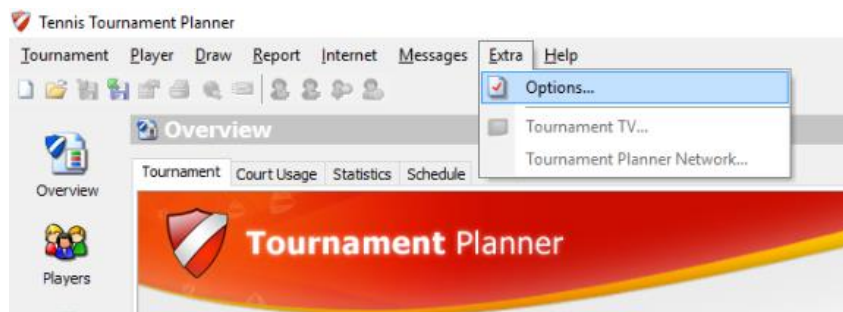 Tennis Tournament Planner
Tournament Player Draw Report Internet Messages Extra Help
Options...
Overview
Tournament TV...
Tournament Planner Network...
Tournament Court Usage Statistics Schedule
Overview
Tournament Planner
Players